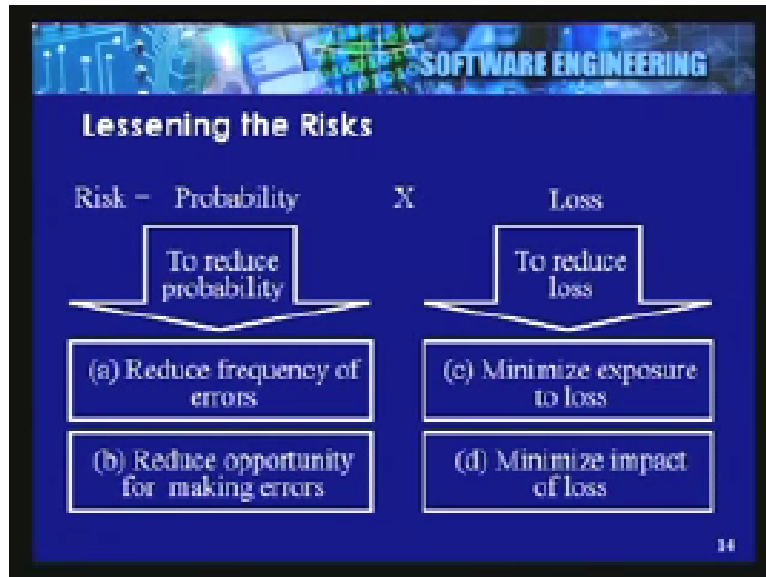 SOFTWARE ENGINEERING
Lessening the Risks
Risk = Probability X Loss
To reduce
probability
To reduce
loss
(a) Reduce frequency of
errors
(c) Minimize exposure
to loss
(b) Reduce opportunity
for making errors
(d) Minimize impact
of loss
14